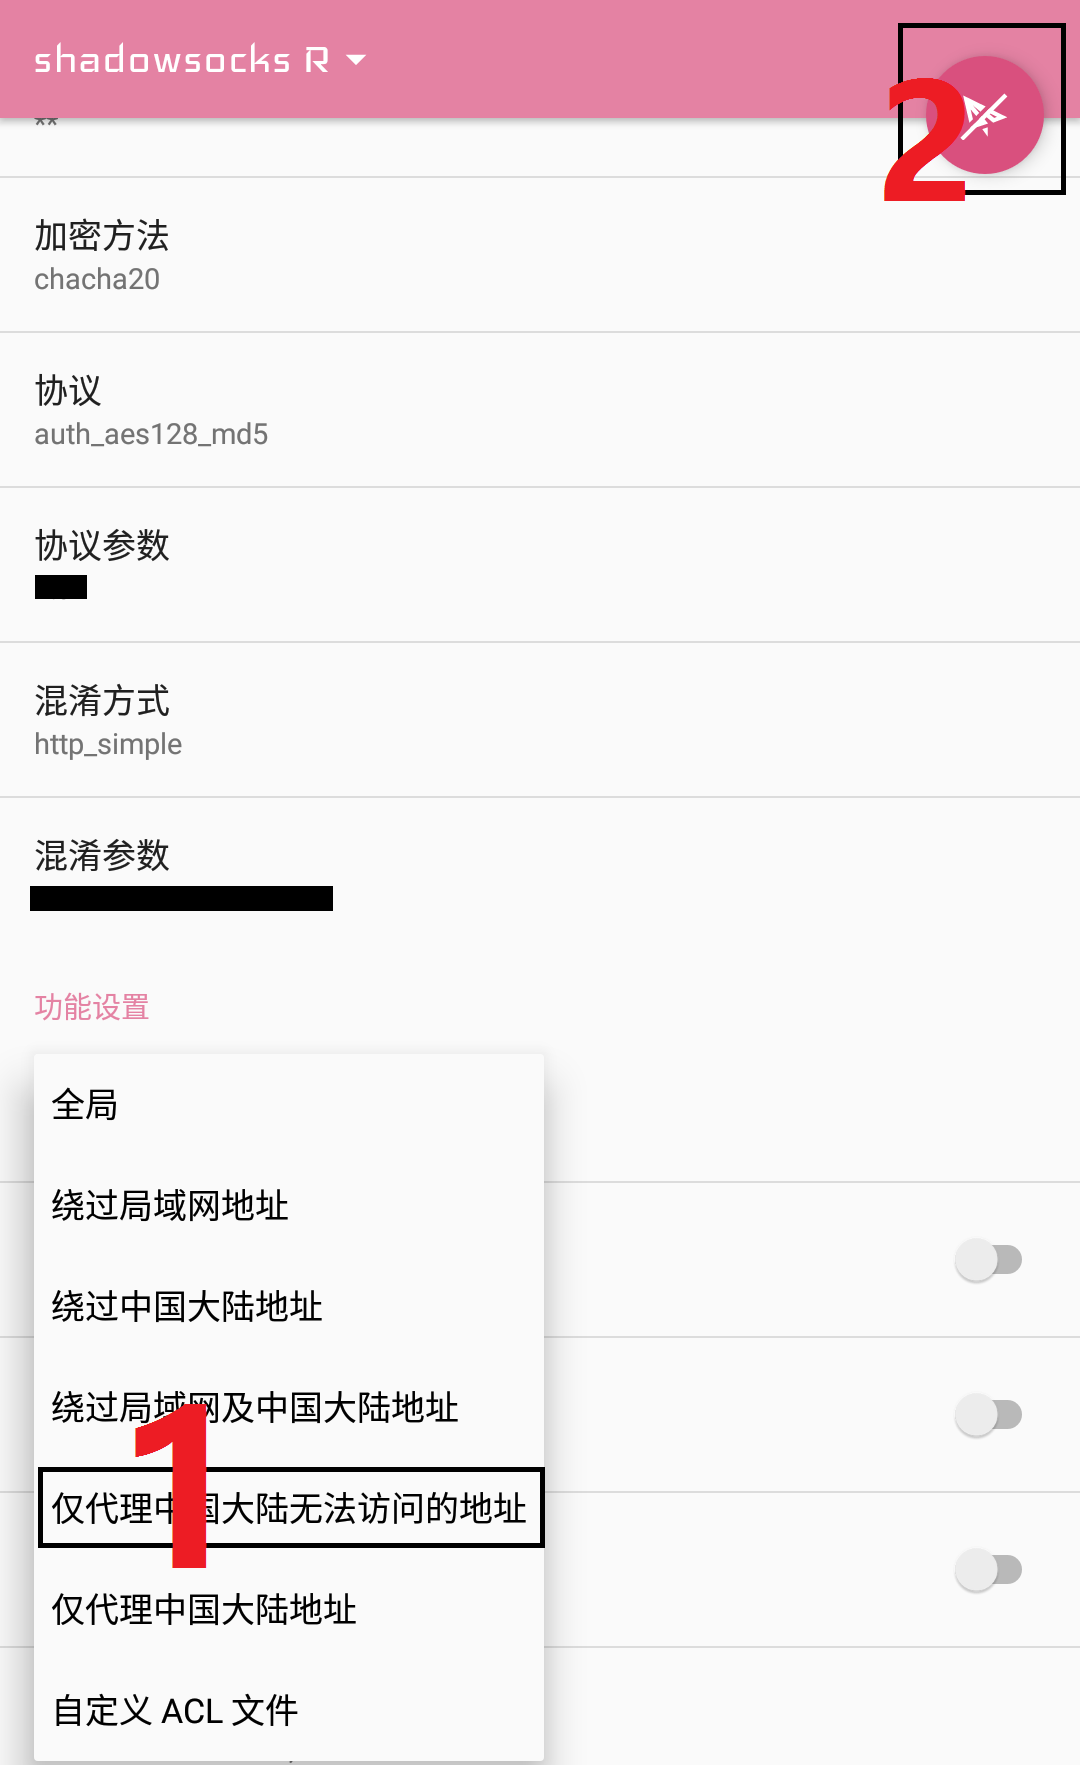 shadowsocks R
2
**
加密方法
chacha20
协议
auth_aes128_md5
协议参数
混淆方式
http_simple
混淆参数
功能设置
全局
绕过局域网地址
绕过中国大陆地址
绕过局域网及中国大陆地址
1
仅代理中国大陆无法访问的地址
仅代理中国大陆地址
自定义 ACL 文件